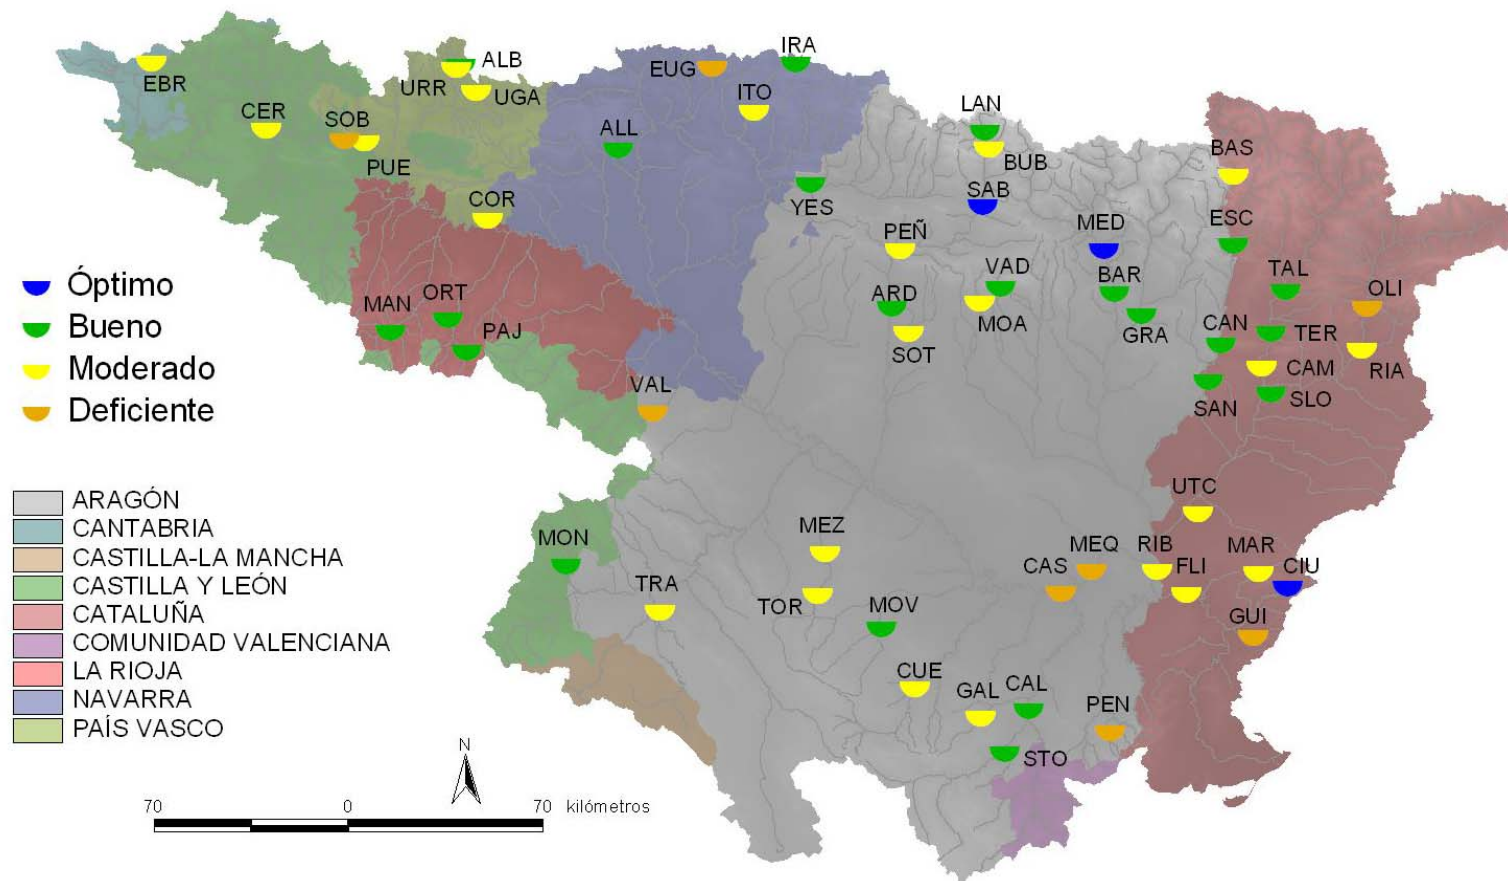 IRA
EBR
ALB
URR
UGA
EUG
ITO
CER
SOB
PUE
ALL
LAN
BUB
BAS
COR
YES
SAB
PEÑ
MED
ESC
VAD
BAR
TAL
OLI
ARD
MOA
GRA
SOT
CAN
TER
RIA
CAM
SAN
SLO
MAN
ORT
PAJ
VAL
Óptimo
Bueno
Moderado
Deficiente
ARAGÓN
CANTABRIA
CASTILLA-LA MANCHA
CASTILLA Y LEÓN
CATALUÑA
COMUNIDAD VALENCIANA
LA RIOJA
NAVARRA
PAÍS VASCO
UTC
MON
MEZ
MEQ
RIB
MAR
CIU
CAS
FLI
TRA
TOR
MOV
GUI
CUE
GAL
CAL
PEN
STO
N
70 0 70 kilómetros